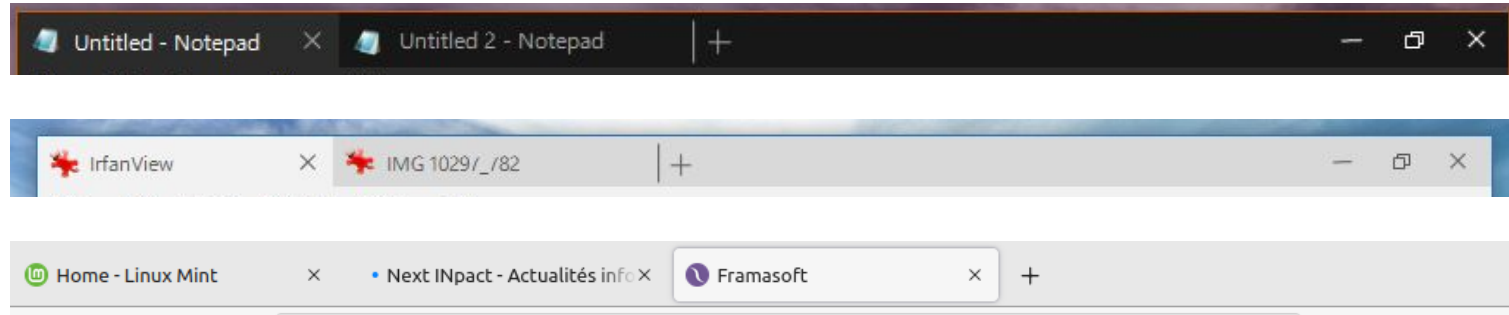 Untitled - Notepad Untitled 2 - Notepad
IrfanView IMG 1029/_/82
Home - Linux Mint Next INpact - Actualités info Framasoft